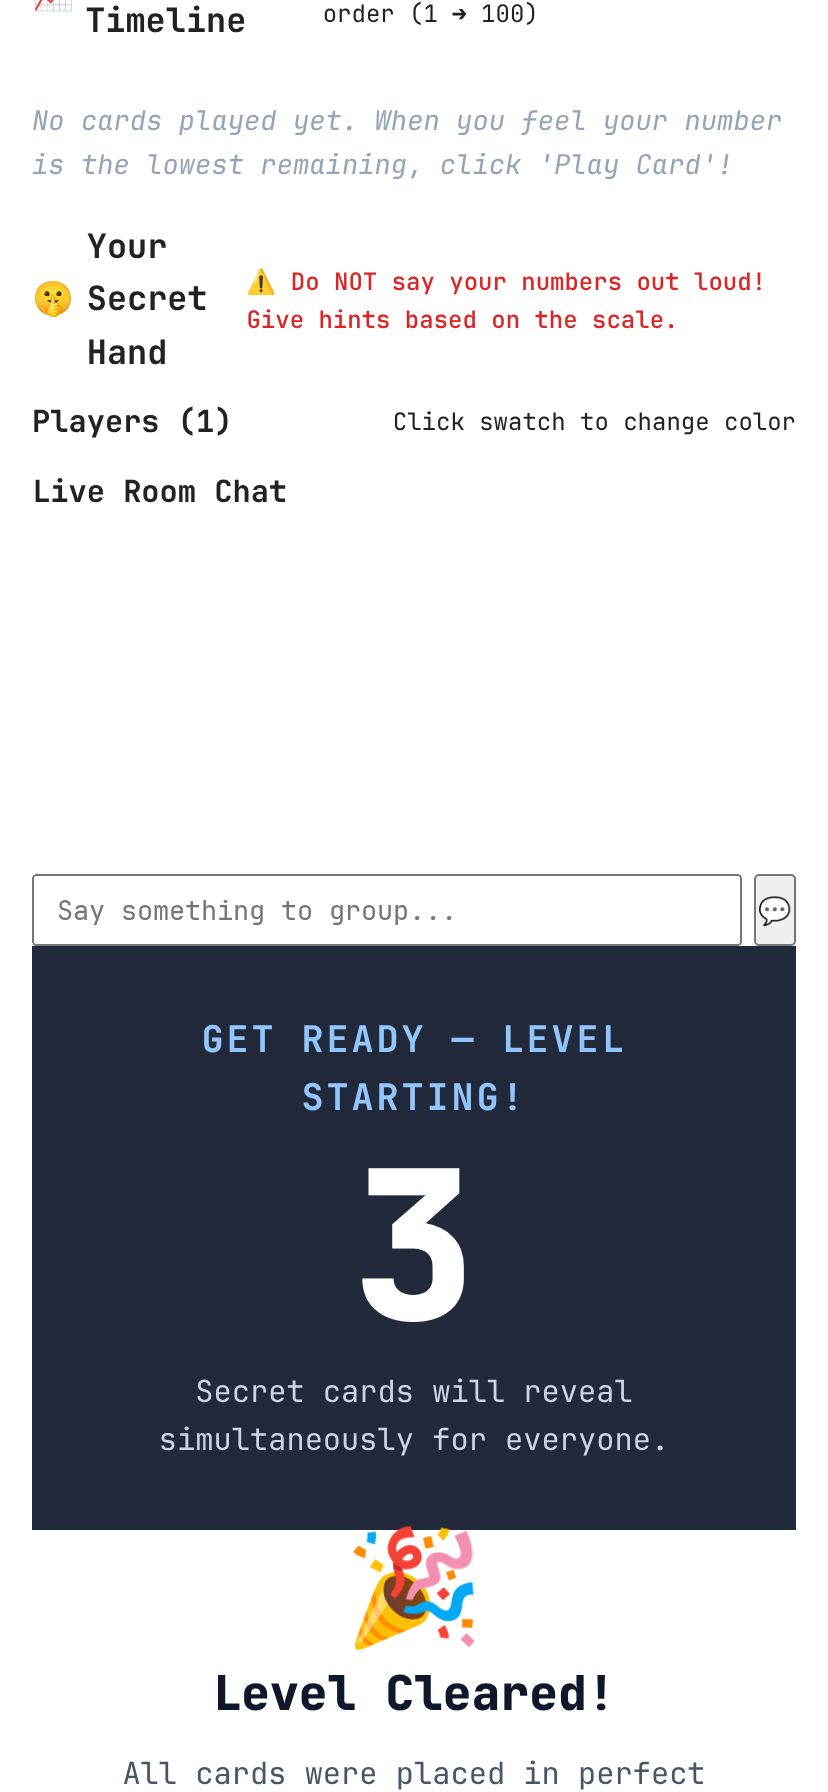 Timeline
order (1 → 100)
No cards played yet. When you feel your number
is the lowest remaining, click 'Play Card'!
Your
Secret
Hand
⚠️ Do NOT say your numbers out loud!
Give hints based on the scale.
Players (1)
Click swatch to change color
Live Room Chat
Say something to group...
GET READY — LEVEL
STARTING!
3
Secret cards will reveal
simultaneously for everyone.
Level Cleared!
All cards were placed in perfect